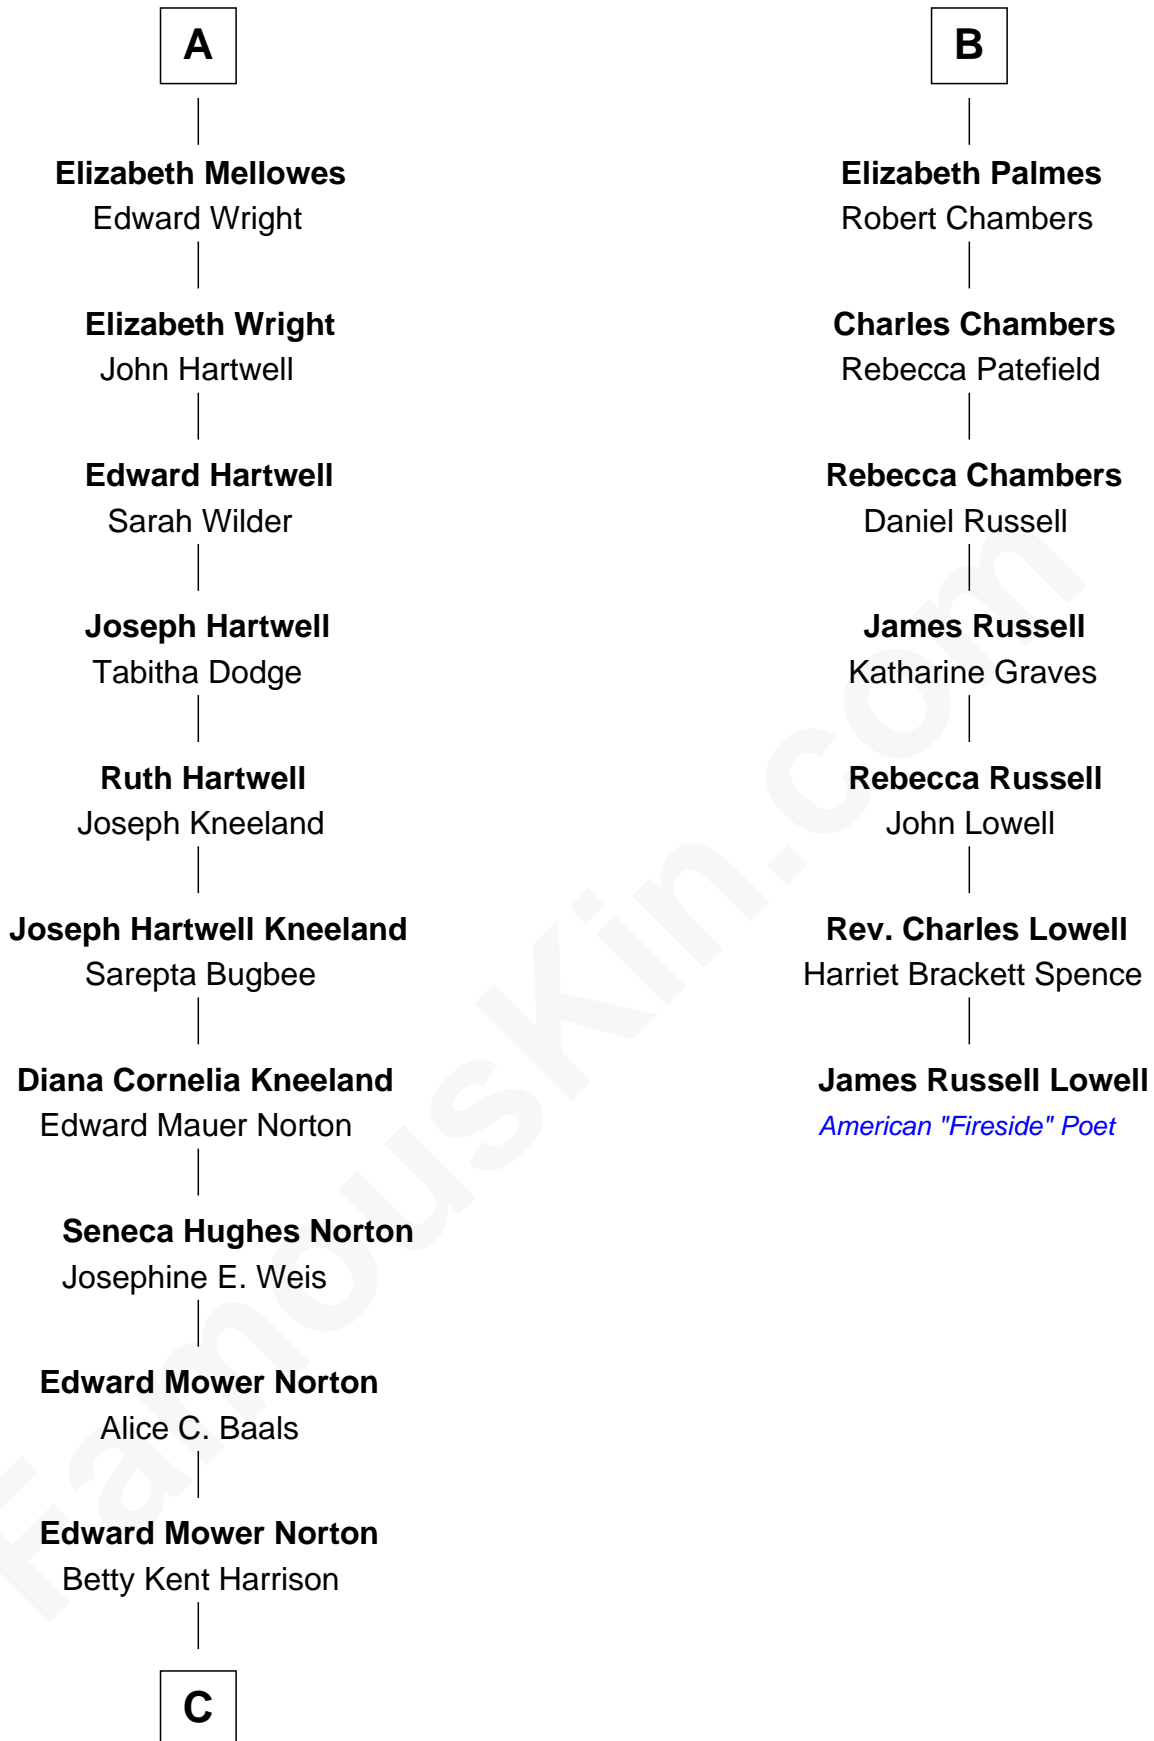 A
Elizabeth Mellowes
Edward Wright
Elizabeth Wright
John Hartwell
Edward Hartwell
Sarah Wilder
Joseph Hartwell
Tabitha Dodge
Ruth Hartwell
Joseph Kneeland
Joseph Hartwell Kneeland
Sarepta Bugbee
Diana Cornelia Kneeland
Edward Mauer Norton
Seneca Hughes Norton
Josephine E. Weis
Edward Mower Norton
Alice C. Baals
Edward Mower Norton
Betty Kent Harrison
C
B
Elizabeth Palmes
Robert Chambers
Charles Chambers
Rebecca Patefield
Rebecca Chambers
Daniel Russell
James Russell
Katharine Graves
Rebecca Russell
John Lowell
Rev. Charles Lowell
Harriet Brackett Spence
James Russell Lowell
American "Fireside" Poet
FamousKin.com